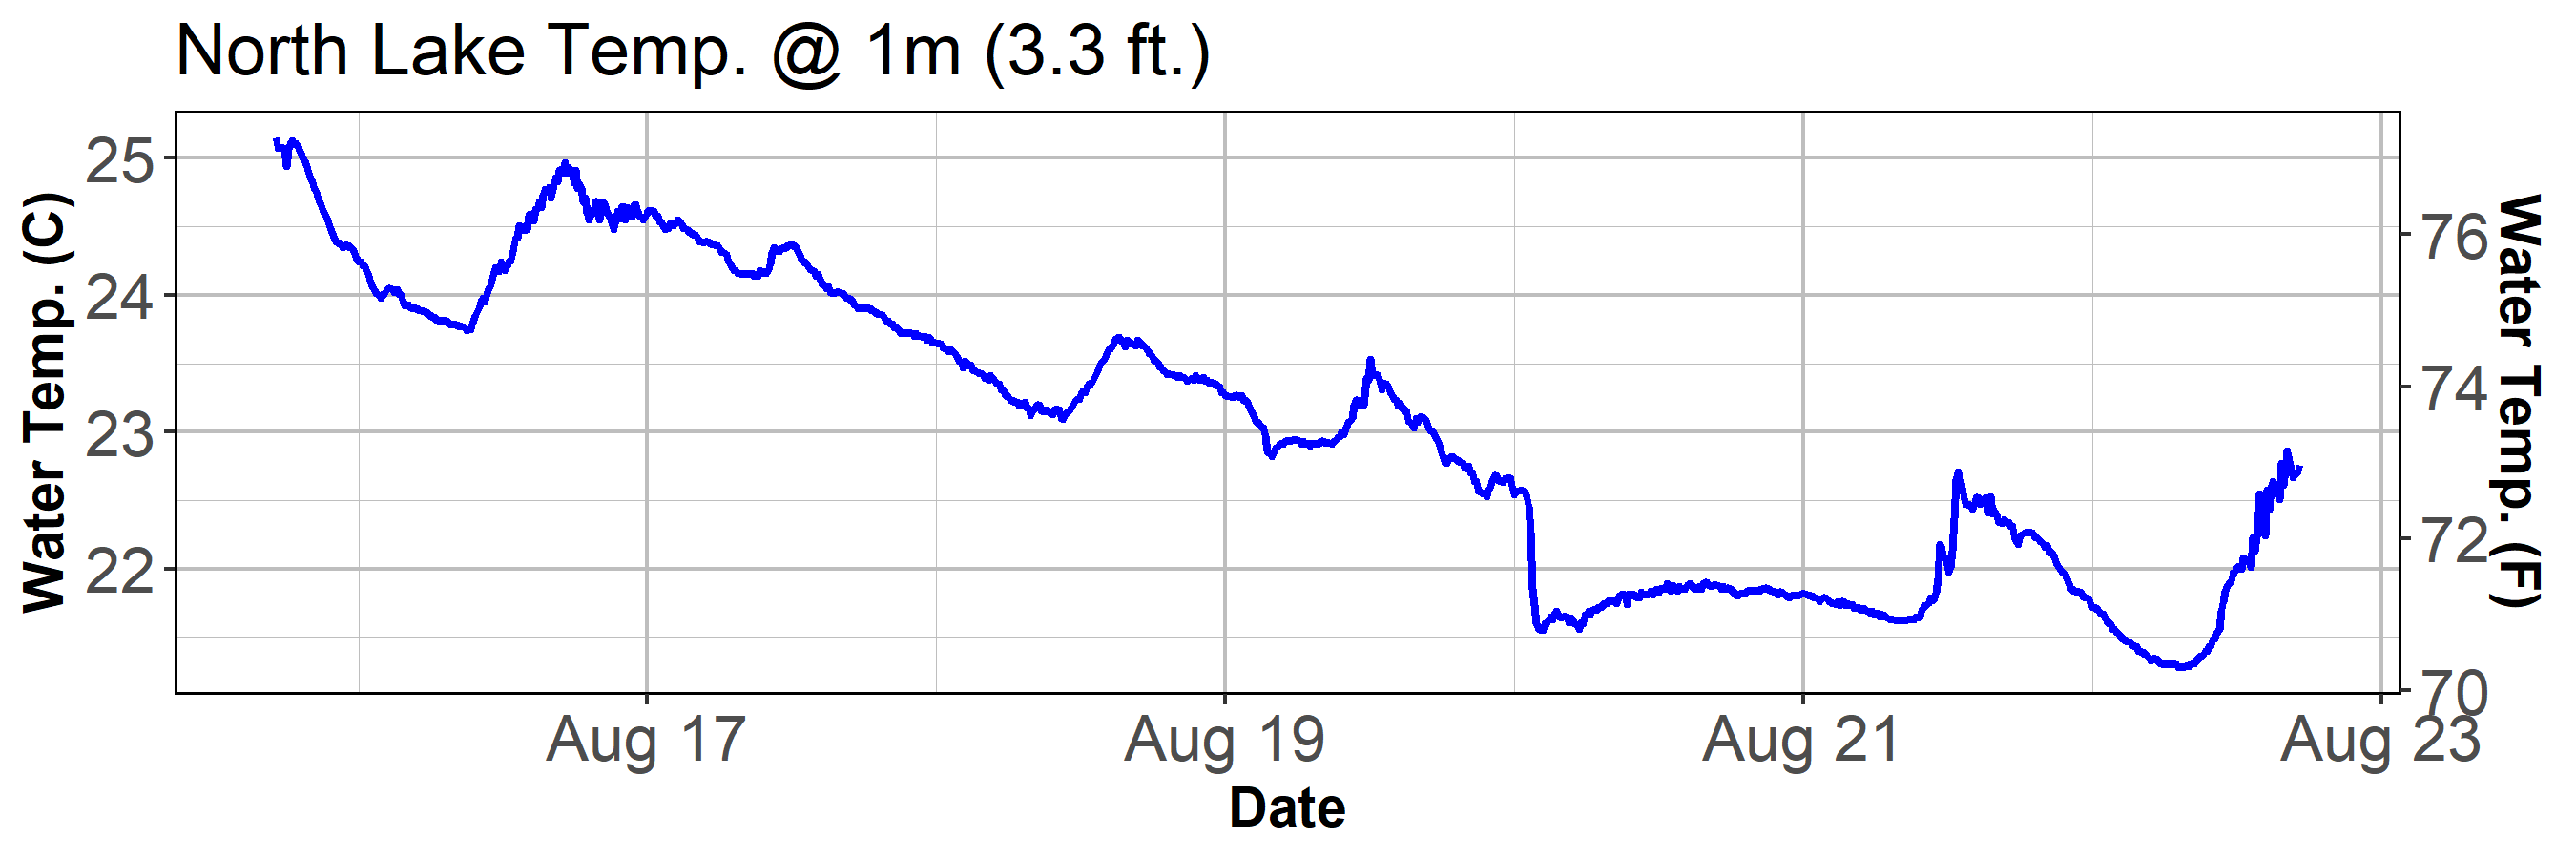 North Lake Temp. @ 1m (3.3 ft.)
Water Temp. (C)
25
24
23
22
76
74
72
70
Water Temp. (F)
Aug 17
Aug 19
Aug 21
Aug 23
Date